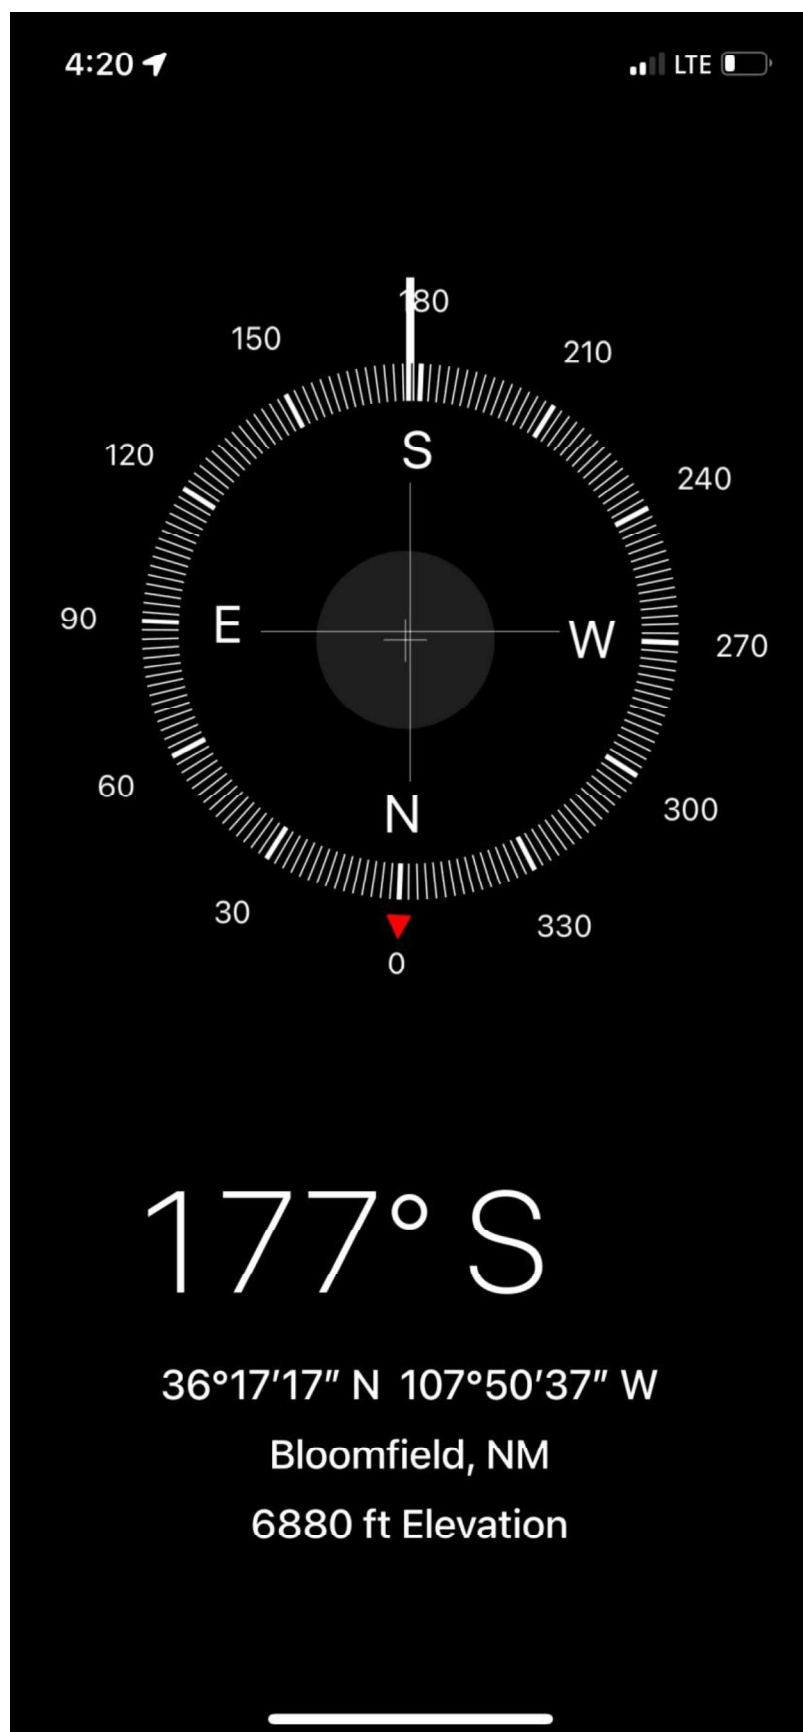 4:20 LTE
180
150 210
120 240
S
90 E W 270
60 300
N
30 330
0
177° S
36°17′17″ N 107°50′37″ W
Bloomfield, NM
6880 ft Elevation